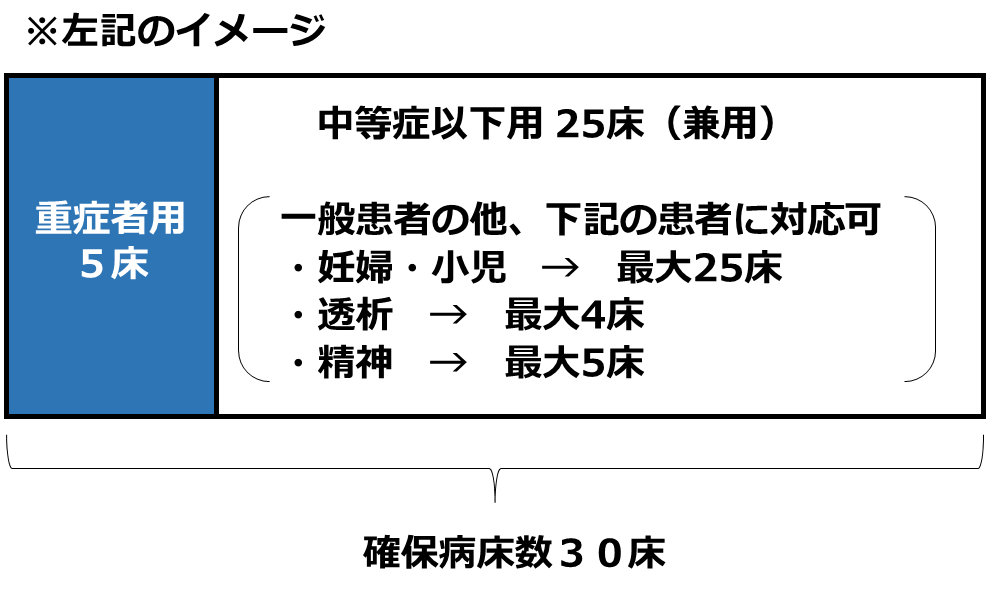 ※左記のイメージ
重症者用
５床
中等症以下用 25床（兼用）
一般患者の他、下記の患者に対応可
・妊婦・小児　→　最大25床
・透析　→　最大4床
・精神　→　最大5床
確保病床数３０床